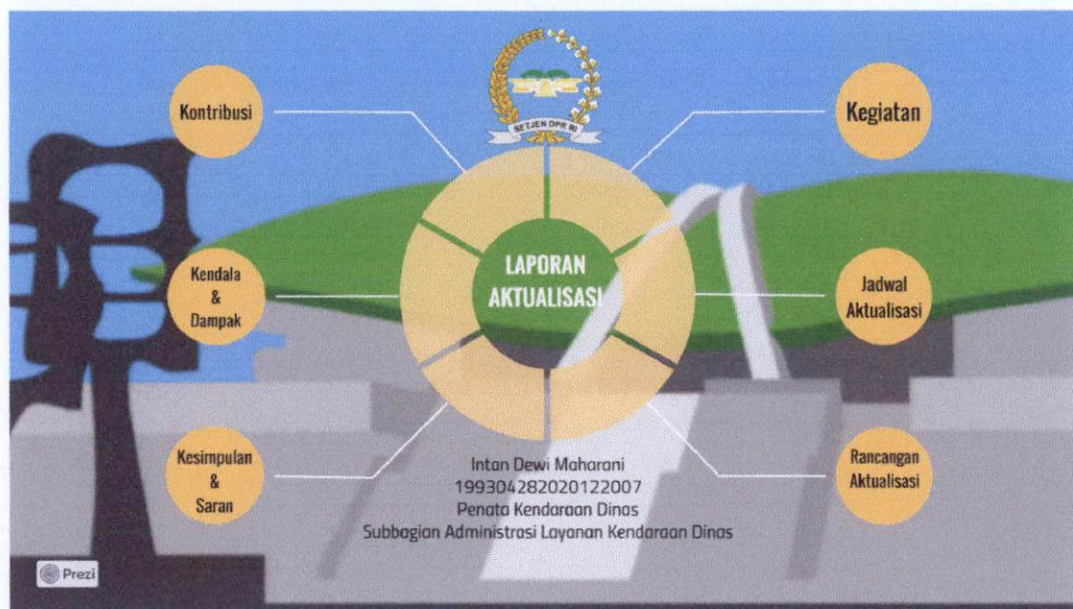 SETJEN DPR RI
Kontribusi
Kegiatan
LAPORAN
AKTUALISASI
Kendala
&
Dampak
Jadwal
Aktualisasi
Kesimpulan
&
Saran
Rancangan
Aktualisasi
Intan Dewi Maharani
199304282020122007
Penata Kendaraan Dinas
Subbagian Administrasi Layanan Kendaraan Dinas
Prezi